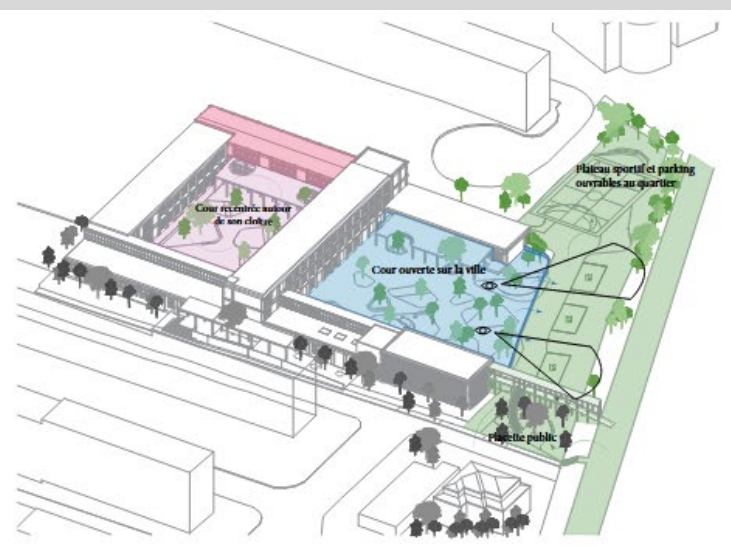 Plateau sportif et parking
ouvrables au quartier
Cour recentrée autour
de son cloître
Cour ouverte sur la ville
Placette public